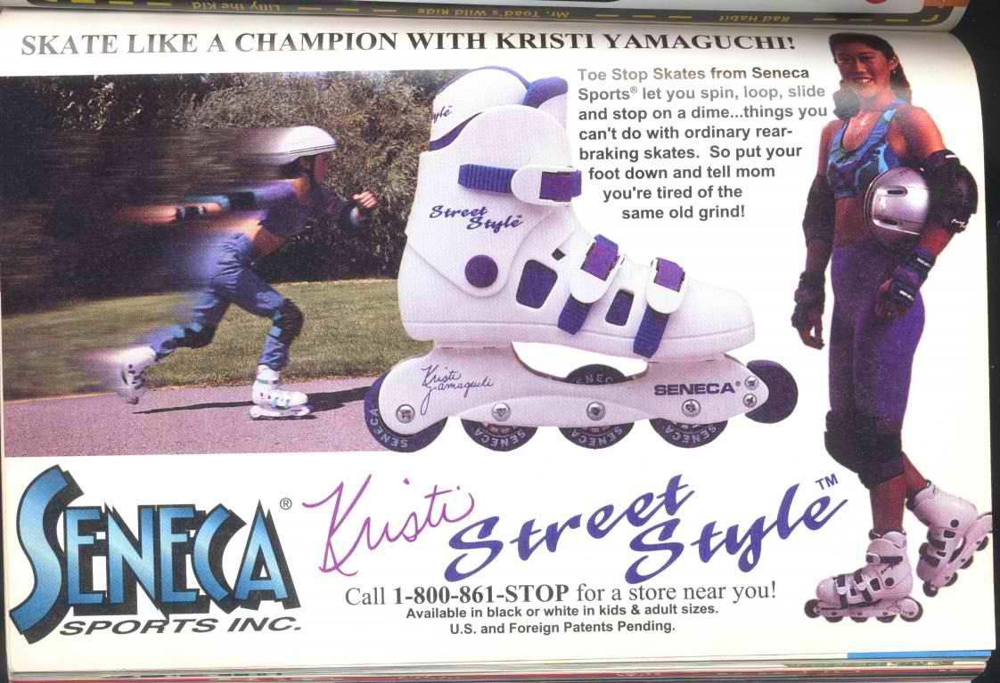 Lilly the Kid
Mr. Toad's Wild Ride
Rad Habit
SKATE LIKE A CHAMPION WITH KRISTI YAMAGUCHI!
Toe Stop Skates from Seneca
Sports® let you spin, loop, slide
and stop on a dime...things you
can't do with ordinary rear-
braking skates. So put your
foot down and tell mom
you're tired of the
same old grind!
yle™
Street
Style™
Kristi
Yamaguchi
SENECA®
SENEC
SENECA
SENECA
SENECA
SENECA
SENECA®
SPORTS INC.
Kristi
Street
Style™
Call 1-800-861-STOP for a store near you!
Available in black or white in kids & adult sizes.
U.S. and Foreign Patents Pending.